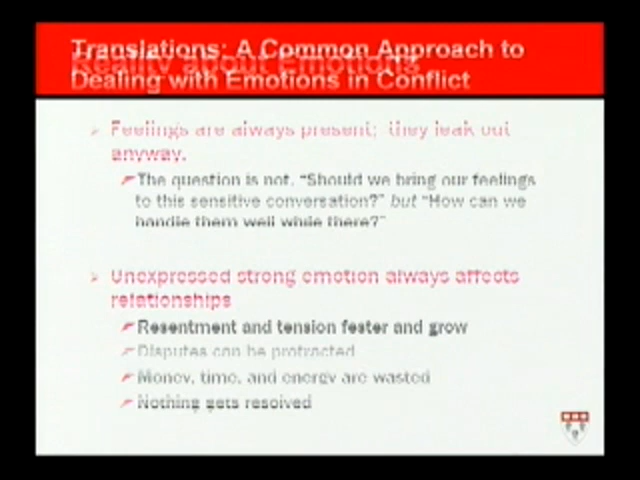 Translations: A Common Approach to
Reality about Emotions
Dealing with Emotions in Conflict
Feelings are always present; they leak out
anyway.
The question is not, "Should we bring our feelings
to this sensitive conversation?" but "How can we
handle them well while there?"
Unexpressed strong emotion always affects
relationships
Resentment and tension fester and grow
Disputes can be protracted
Money, time, and energy are wasted
Nothing gets resolved